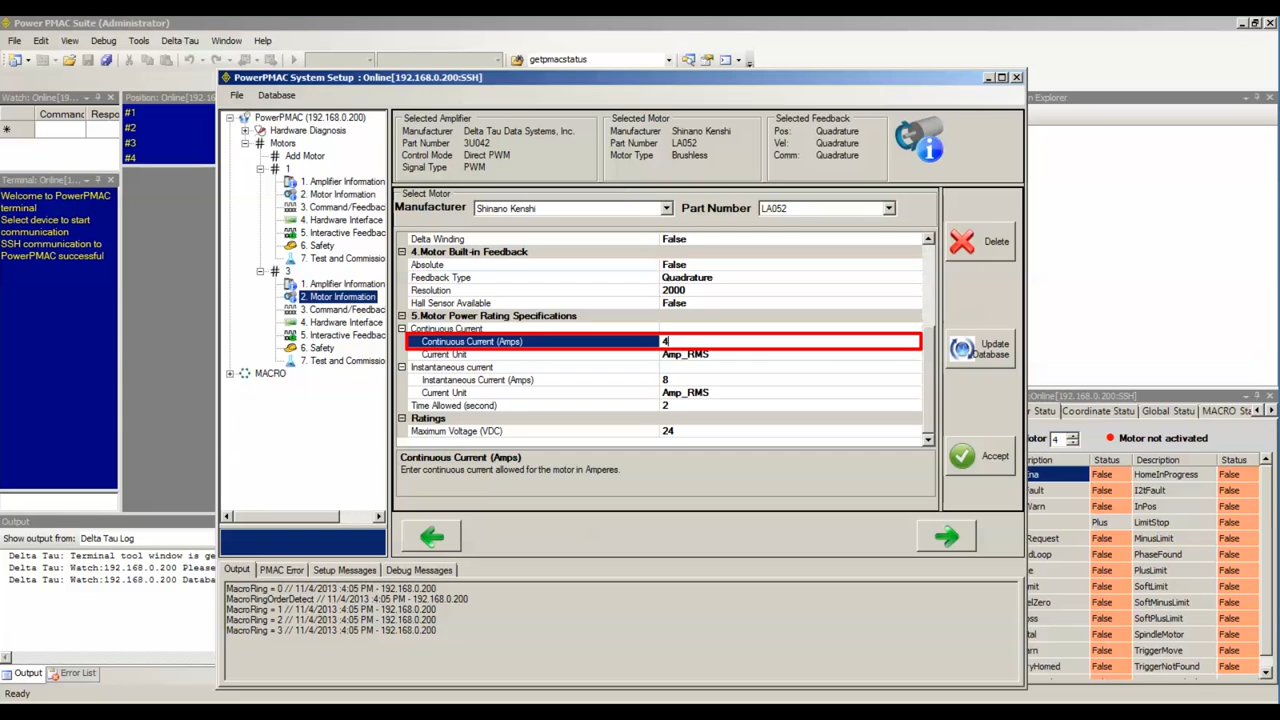 Power PMAC Suite (Administrator)
File Edit View Debug Tools Delta Tau Window Help
getpmacstatus
Watch: Online[19...
Command Respo
Position: Online[192.16
#1
#2
#3
#4
Terminal: Online[1...
Welcome to PowerPMAC
terminal
Select device to start
communication
SSH communication to
PowerPMAC successful
Output
Show output from: Delta Tau Log
Delta Tau: Terminal tool window is ge
Delta Tau: Watch:192.168.0.200 Please
Delta Tau: Watch:192.168.0.200 Databa
Output Error List
Ready
PowerPMAC System Setup : Online[192.168.0.200:SSH]
File Database
PowerPMAC (192.168.0.200)
Hardware Diagnosis
Motors
Add Motor
1
1. Amplifier Information
2. Motor Information
3. Command/Feedbac
4. Hardware Interface
5. Interactive Feedbac
6. Safety
7. Test and Commissio
3
1. Amplifier Information
2. Motor Information
3. Command/Feedbac
4. Hardware Interface
5. Interactive Feedbac
6. Safety
7. Test and Commissio
MACRO
Selected Amplifier
Manufacturer Delta Tau Data Systems, Inc.
Part Number 3U042
Control Mode Direct PWM
Signal Type PWM
Selected Motor
Manufacturer Shinano Kenshi
Part Number LA052
Motor Type Brushless
Selected Feedback
Pos: Quadrature
Vel: Quadrature
Comm: Quadrature
Select Motor
Manufacturer Shinano Kenshi Part Number LA052
Delta Winding False
4.Motor Built-in Feedback
Absolute False
Feedback Type Quadrature
Resolution 2000
Hall Sensor Available False
5.Motor Power Rating Specifications
Continuous Current
Continuous Current (Amps) 4
Current Unit Amp_RMS
Instantaneous current
Instantaneous Current (Amps) 8
Current Unit Amp_RMS
Time Allowed (second) 2
Ratings
Maximum Voltage (VDC) 24
Continuous Current (Amps)
Enter continuous current allowed for the motor in Amperes.
Delete
Update
Database
Accept
Output PMAC Error Setup Messages Debug Messages
MacroRing = 0 // 11/4/2013 :4:05 PM - 192.168.0.200
MacroRingOrderDetect // 11/4/2013 :4:05 PM - 192.168.0.200
MacroRing = 1 // 11/4/2013 :4:05 PM - 192.168.0.200
MacroRing = 2 // 11/4/2013 :4:05 PM - 192.168.0.200
MacroRing = 3 // 11/4/2013 :4:05 PM - 192.168.0.200
n Explorer
:Online[192.168.0.200:SSH]
r Statu Coordinate Statu Global Statu MACRO Sta
otor 4 Motor not activated
ription Status Description Status
na False HomeInProgress False
ault False I2tFault False
Warn False InPos False
Plus LimitStop False
Request False MinusLimit False
Loop False PhaseFound False
e False PlusLimit False
imit False SoftLimit False
elZero False SoftMinusLimit False
oss False SoftPlusLimit False
tal False SpindleMotor False
arn False TriggerMove False
ryHomed False TriggerNotFound False